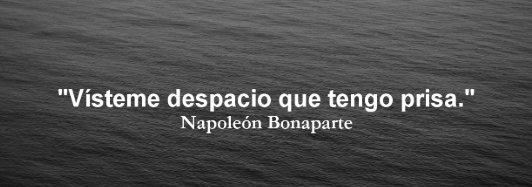 "Vísteme despacio que tengo prisa."
Napoleón Bonaparte